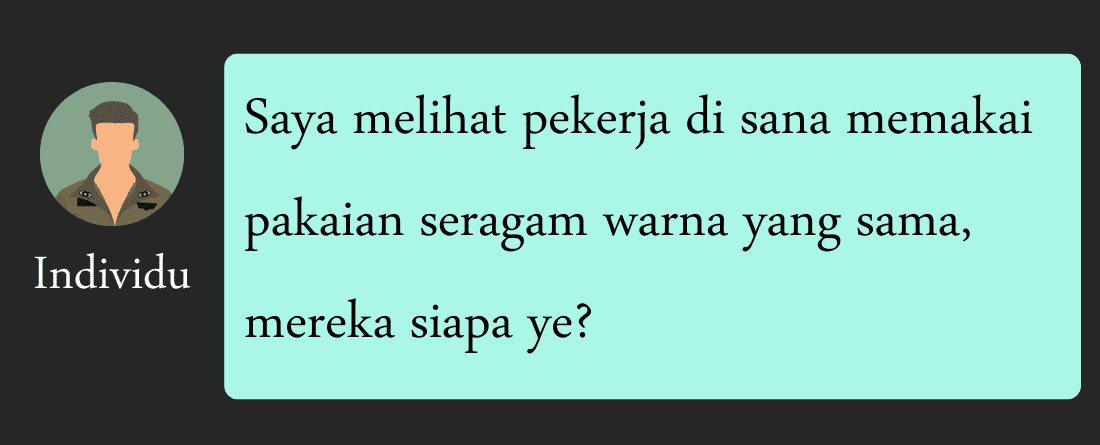 Saya melihat pekerja di sana memakai
pakaian seragam warna yang sama,
mereka siapa ye?
Individu